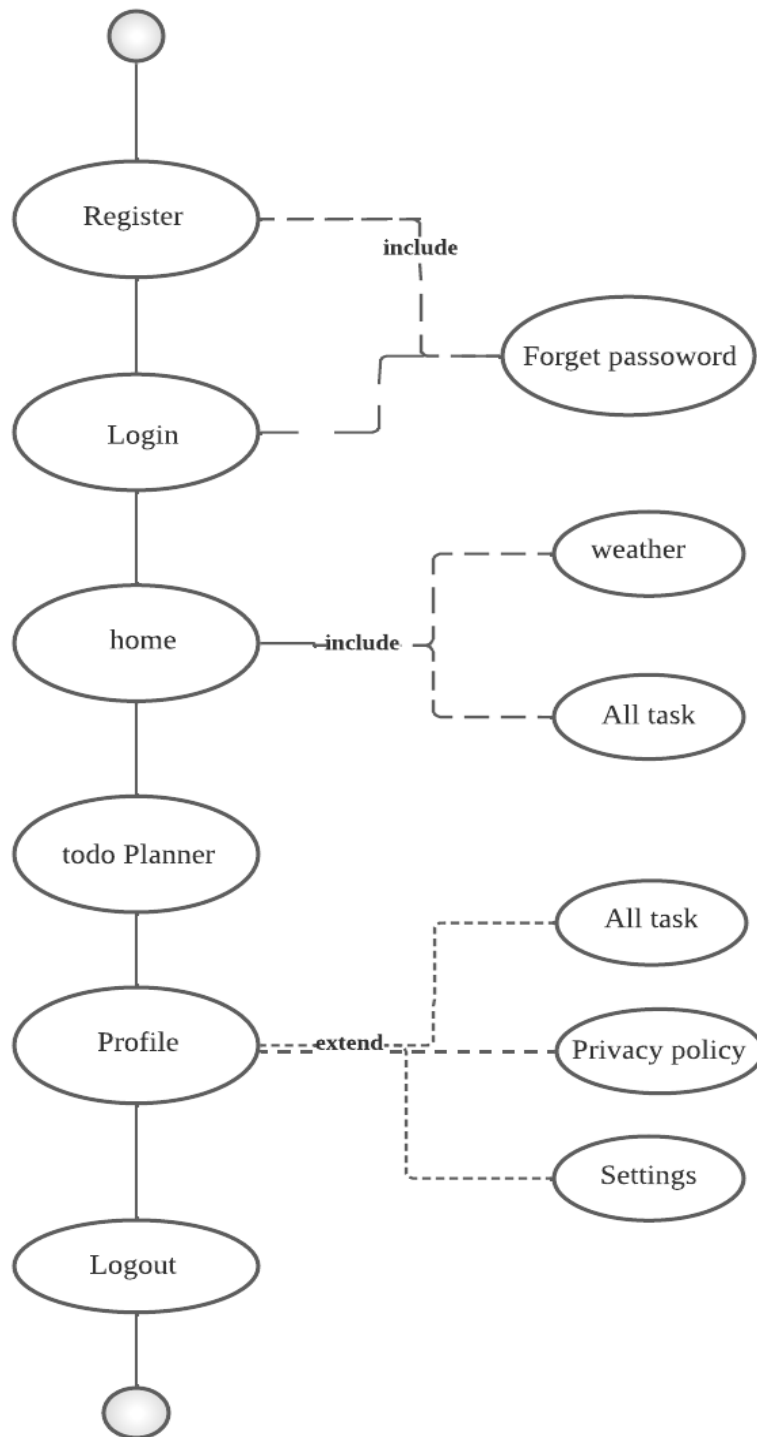 Register
include
Forget passoword
Login
weather
home
include
All task
todo Planner
All task
Profile
extend
Privacy policy
Settings
Logout